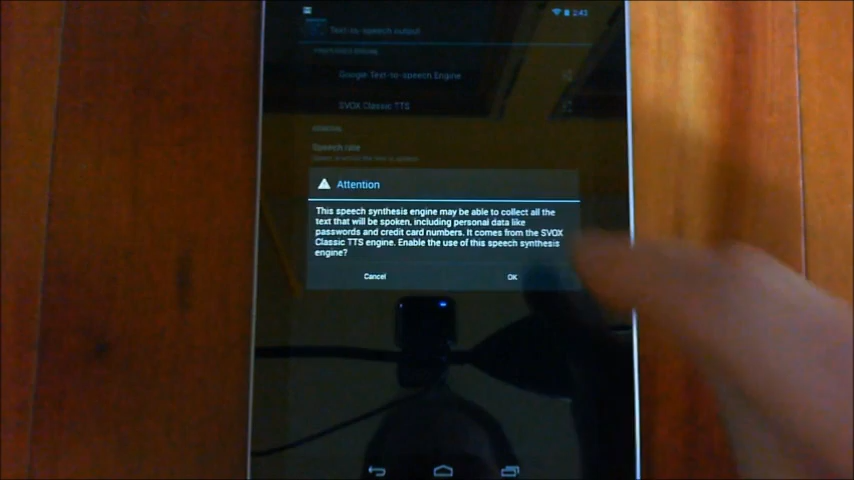 2:43
Text-to-speech output
PREFERRED ENGINE
Google Text-to-speech Engine
SVOX Classic TTS
GENERAL
Speech rate
Speed at which the text is spoken
Attention
This speech synthesis engine may be able to collect all the
text that will be spoken, including personal data like
passwords and credit card numbers. It comes from the SVOX
Classic TTS engine. Enable the use of this speech synthesis
engine?
Cancel
OK